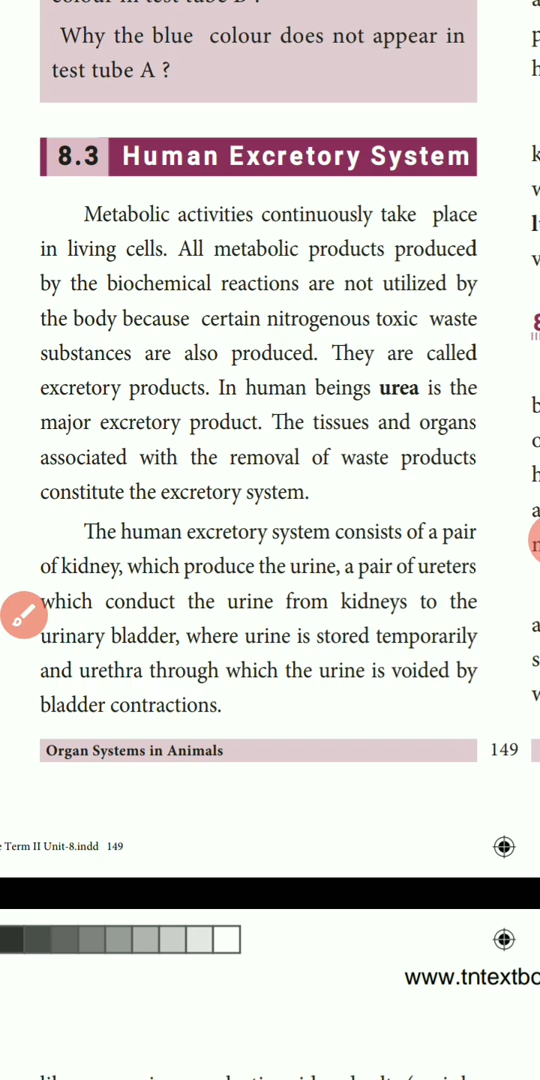 Why the blue colour does not appear in
test tube A ?
8.3 Human Excretory System
Metabolic activities continuously take place
in living cells. All metabolic products produced
by the biochemical reactions are not utilized by
the body because certain nitrogenous toxic waste
substances are also produced. They are called
excretory products. In human beings urea is the
major excretory product. The tissues and organs
associated with the removal of waste products
constitute the excretory system.
The human excretory system consists of a pair
of kidney, which produce the urine, a pair of ureters
which conduct the urine from kidneys to the
urinary bladder, where urine is stored temporarily
and urethra through which the urine is voided by
bladder contractions.
Organ Systems in Animals 149
Term II Unit-8.indd 149
www.tntextbo